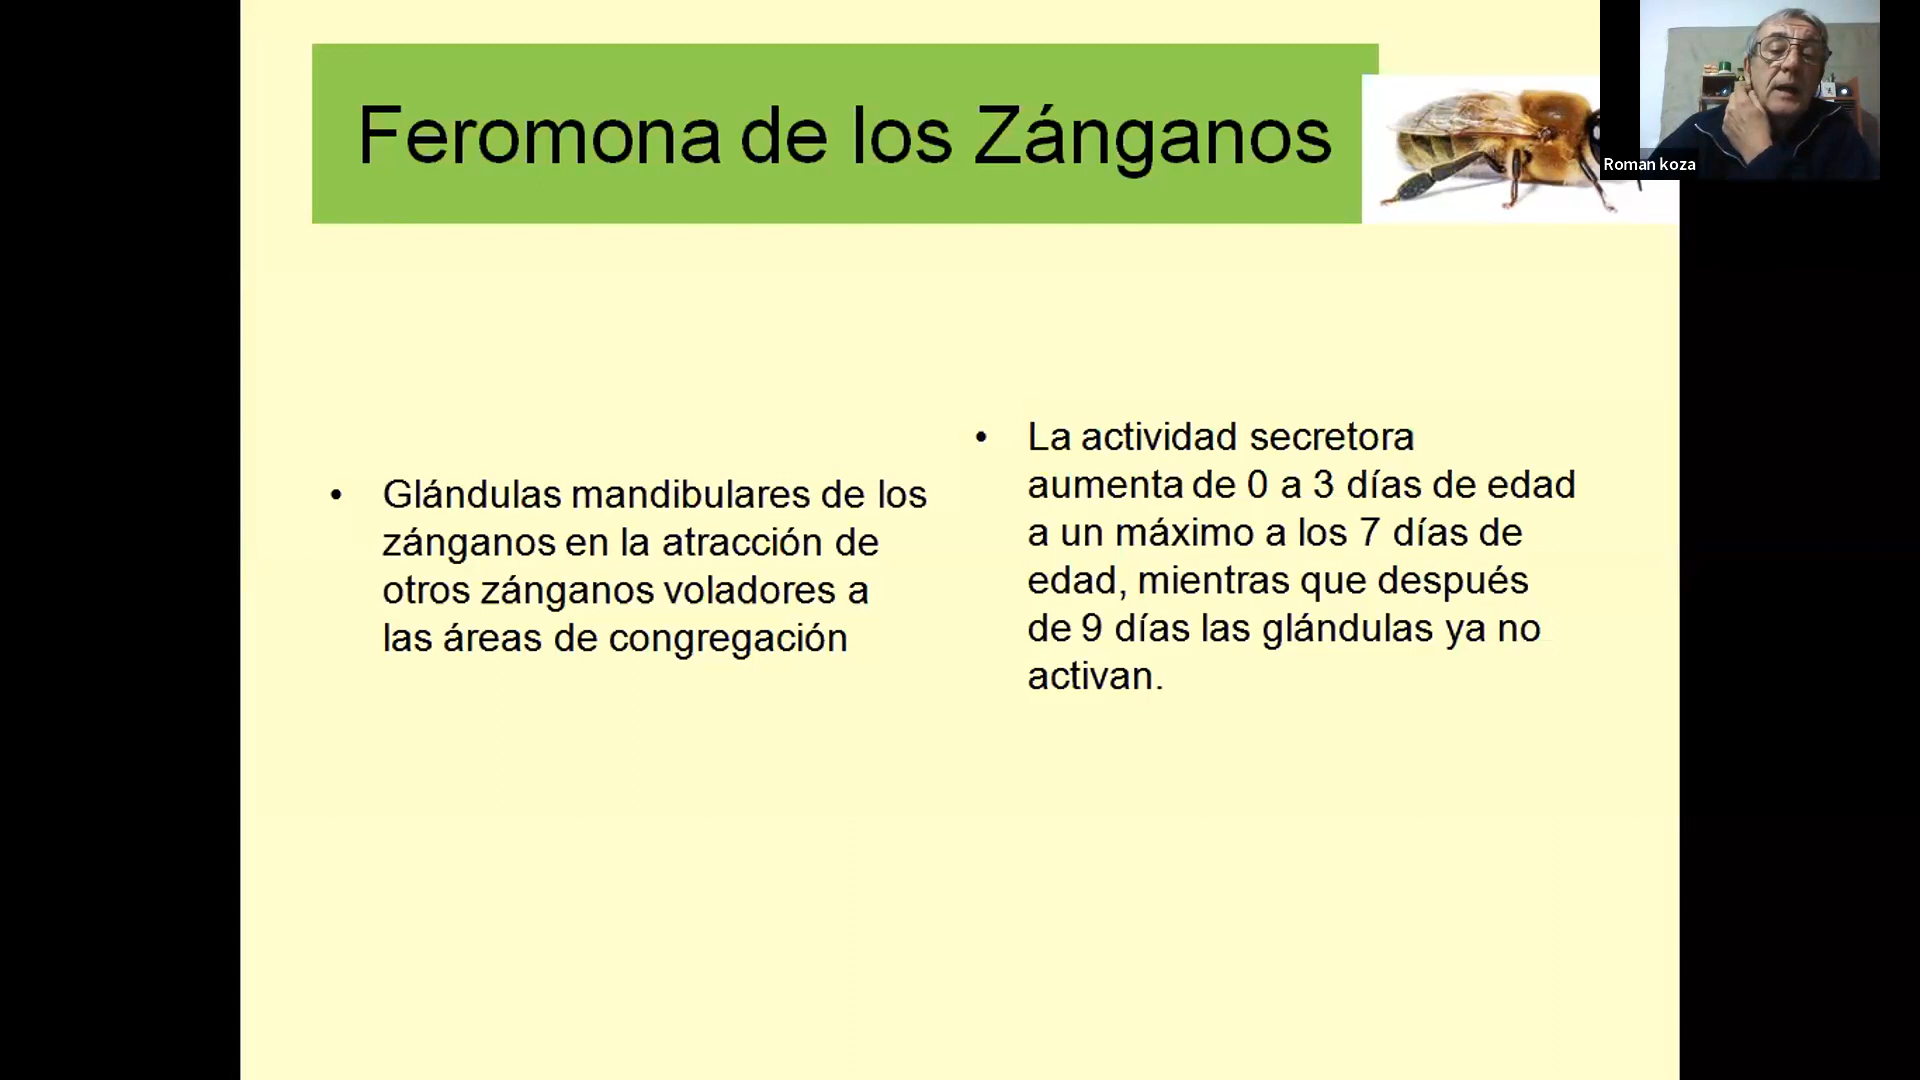 Feromona de los Zánganos
Roman koza
• Glándulas mandibulares de los
zánganos en la atracción de
otros zánganos voladores a
las áreas de congregación
• La actividad secretora
aumenta de 0 a 3 días de edad
a un máximo a los 7 días de
edad, mientras que después
de 9 días las glándulas ya no
activan.